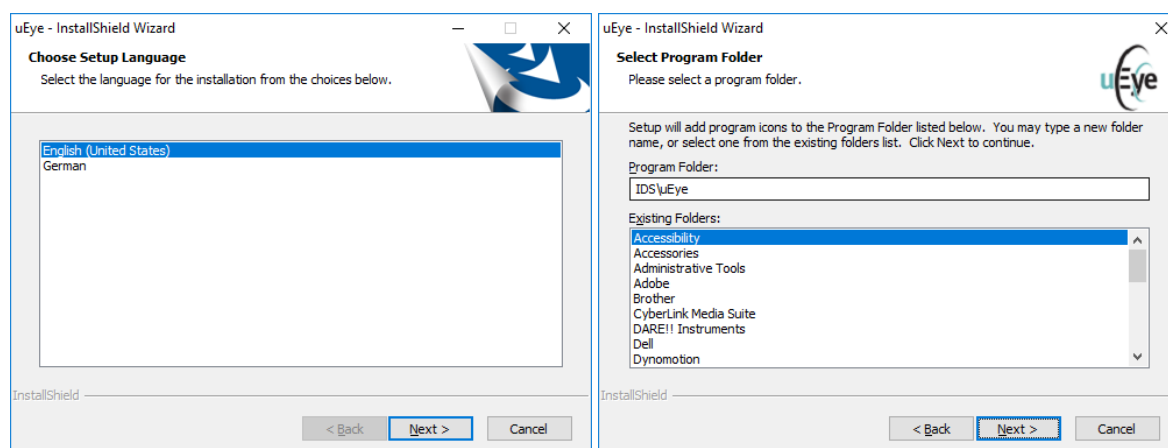 uEye - InstallShield Wizard
Choose Setup Language
Select the language for the installation from the choices below.
English (United States)
German
InstallShield
< Back
Next >
Cancel
uEye - InstallShield Wizard
Select Program Folder
Please select a program folder.
uEye
Setup will add program icons to the Program Folder listed below.  You may type a new folder
name, or select one from the existing folders list.  Click Next to continue.
Program Folder:
IDS\uEye
Existing Folders:
Accessibility
Accessories
Administrative Tools
Adobe
Brother
CyberLink Media Suite
DARE!! Instruments
Dell
Dynomotion
InstallShield
< Back
Next >
Cancel